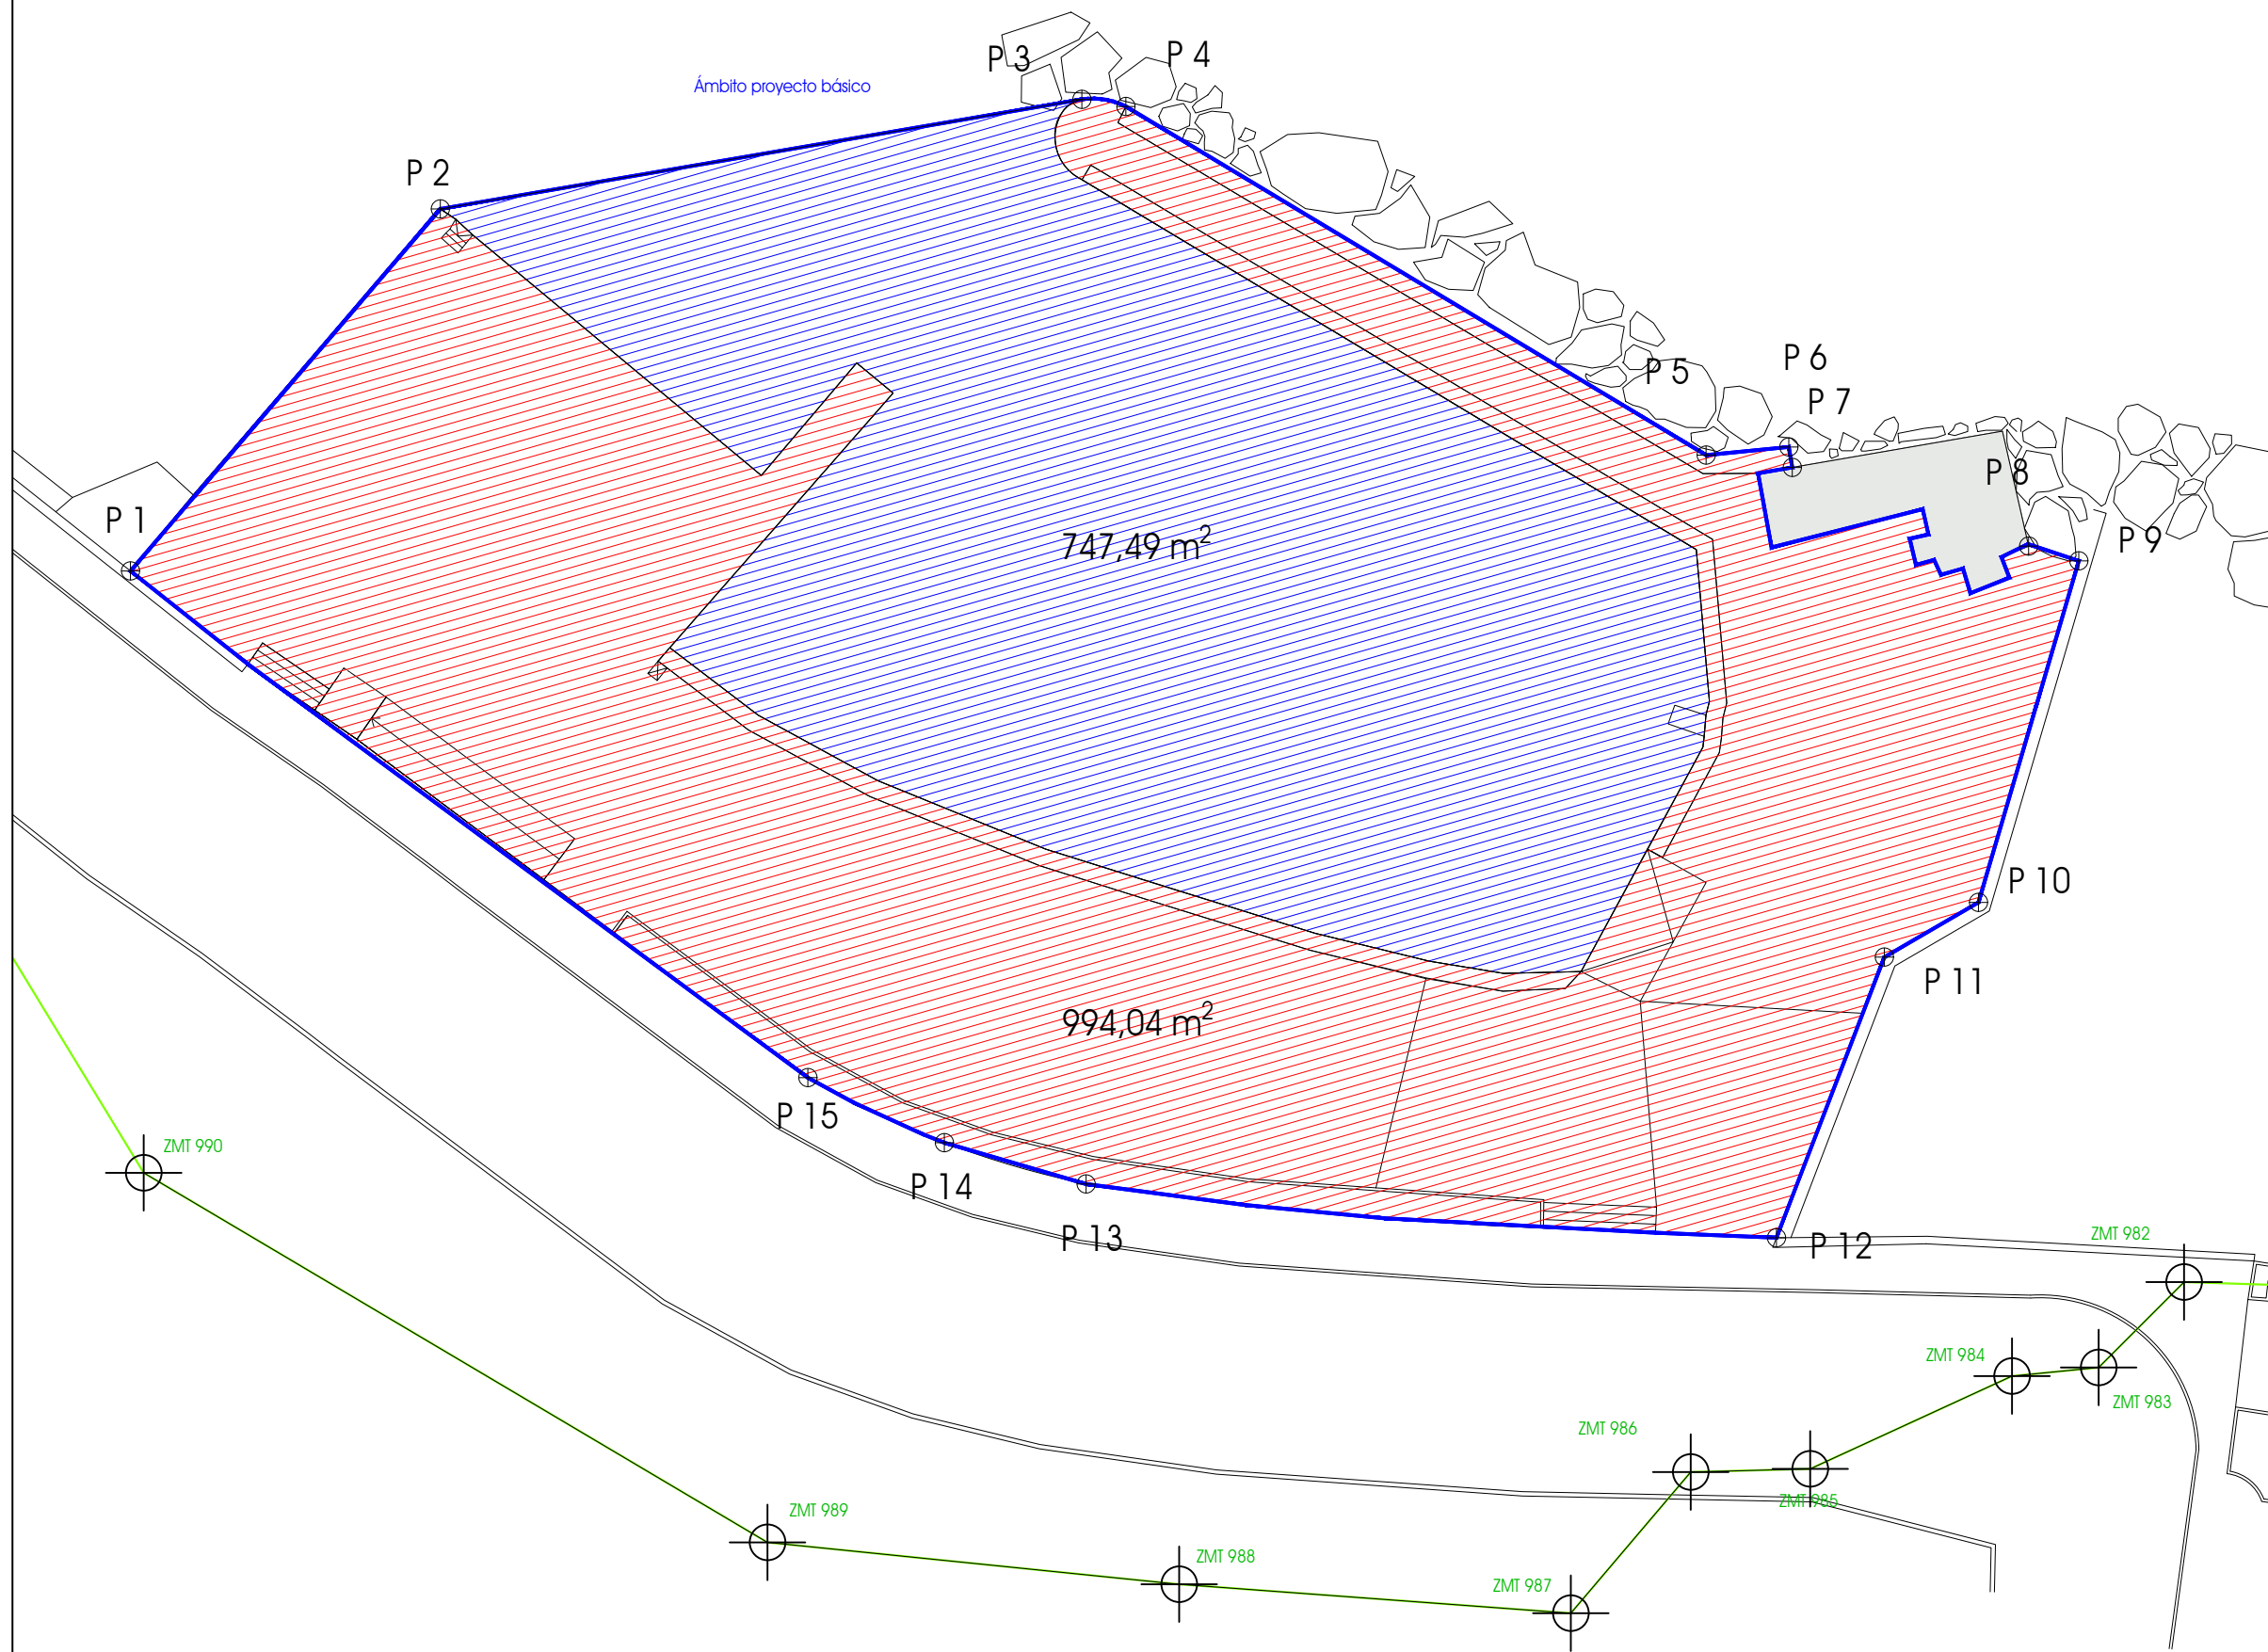 P 3
P 4
Ámbito proyecto básico
P 2
P 6
P 5
P 7
P 8
P 1
P 9
747,49 m²
P 10
P 11
994,04 m²
P 15
ZMT 990
P 14
P 13
P 12
ZMT 982
ZMT 984
ZMT 983
ZMT 986
ZMT 985
ZMT 989
ZMT 988
ZMT 987